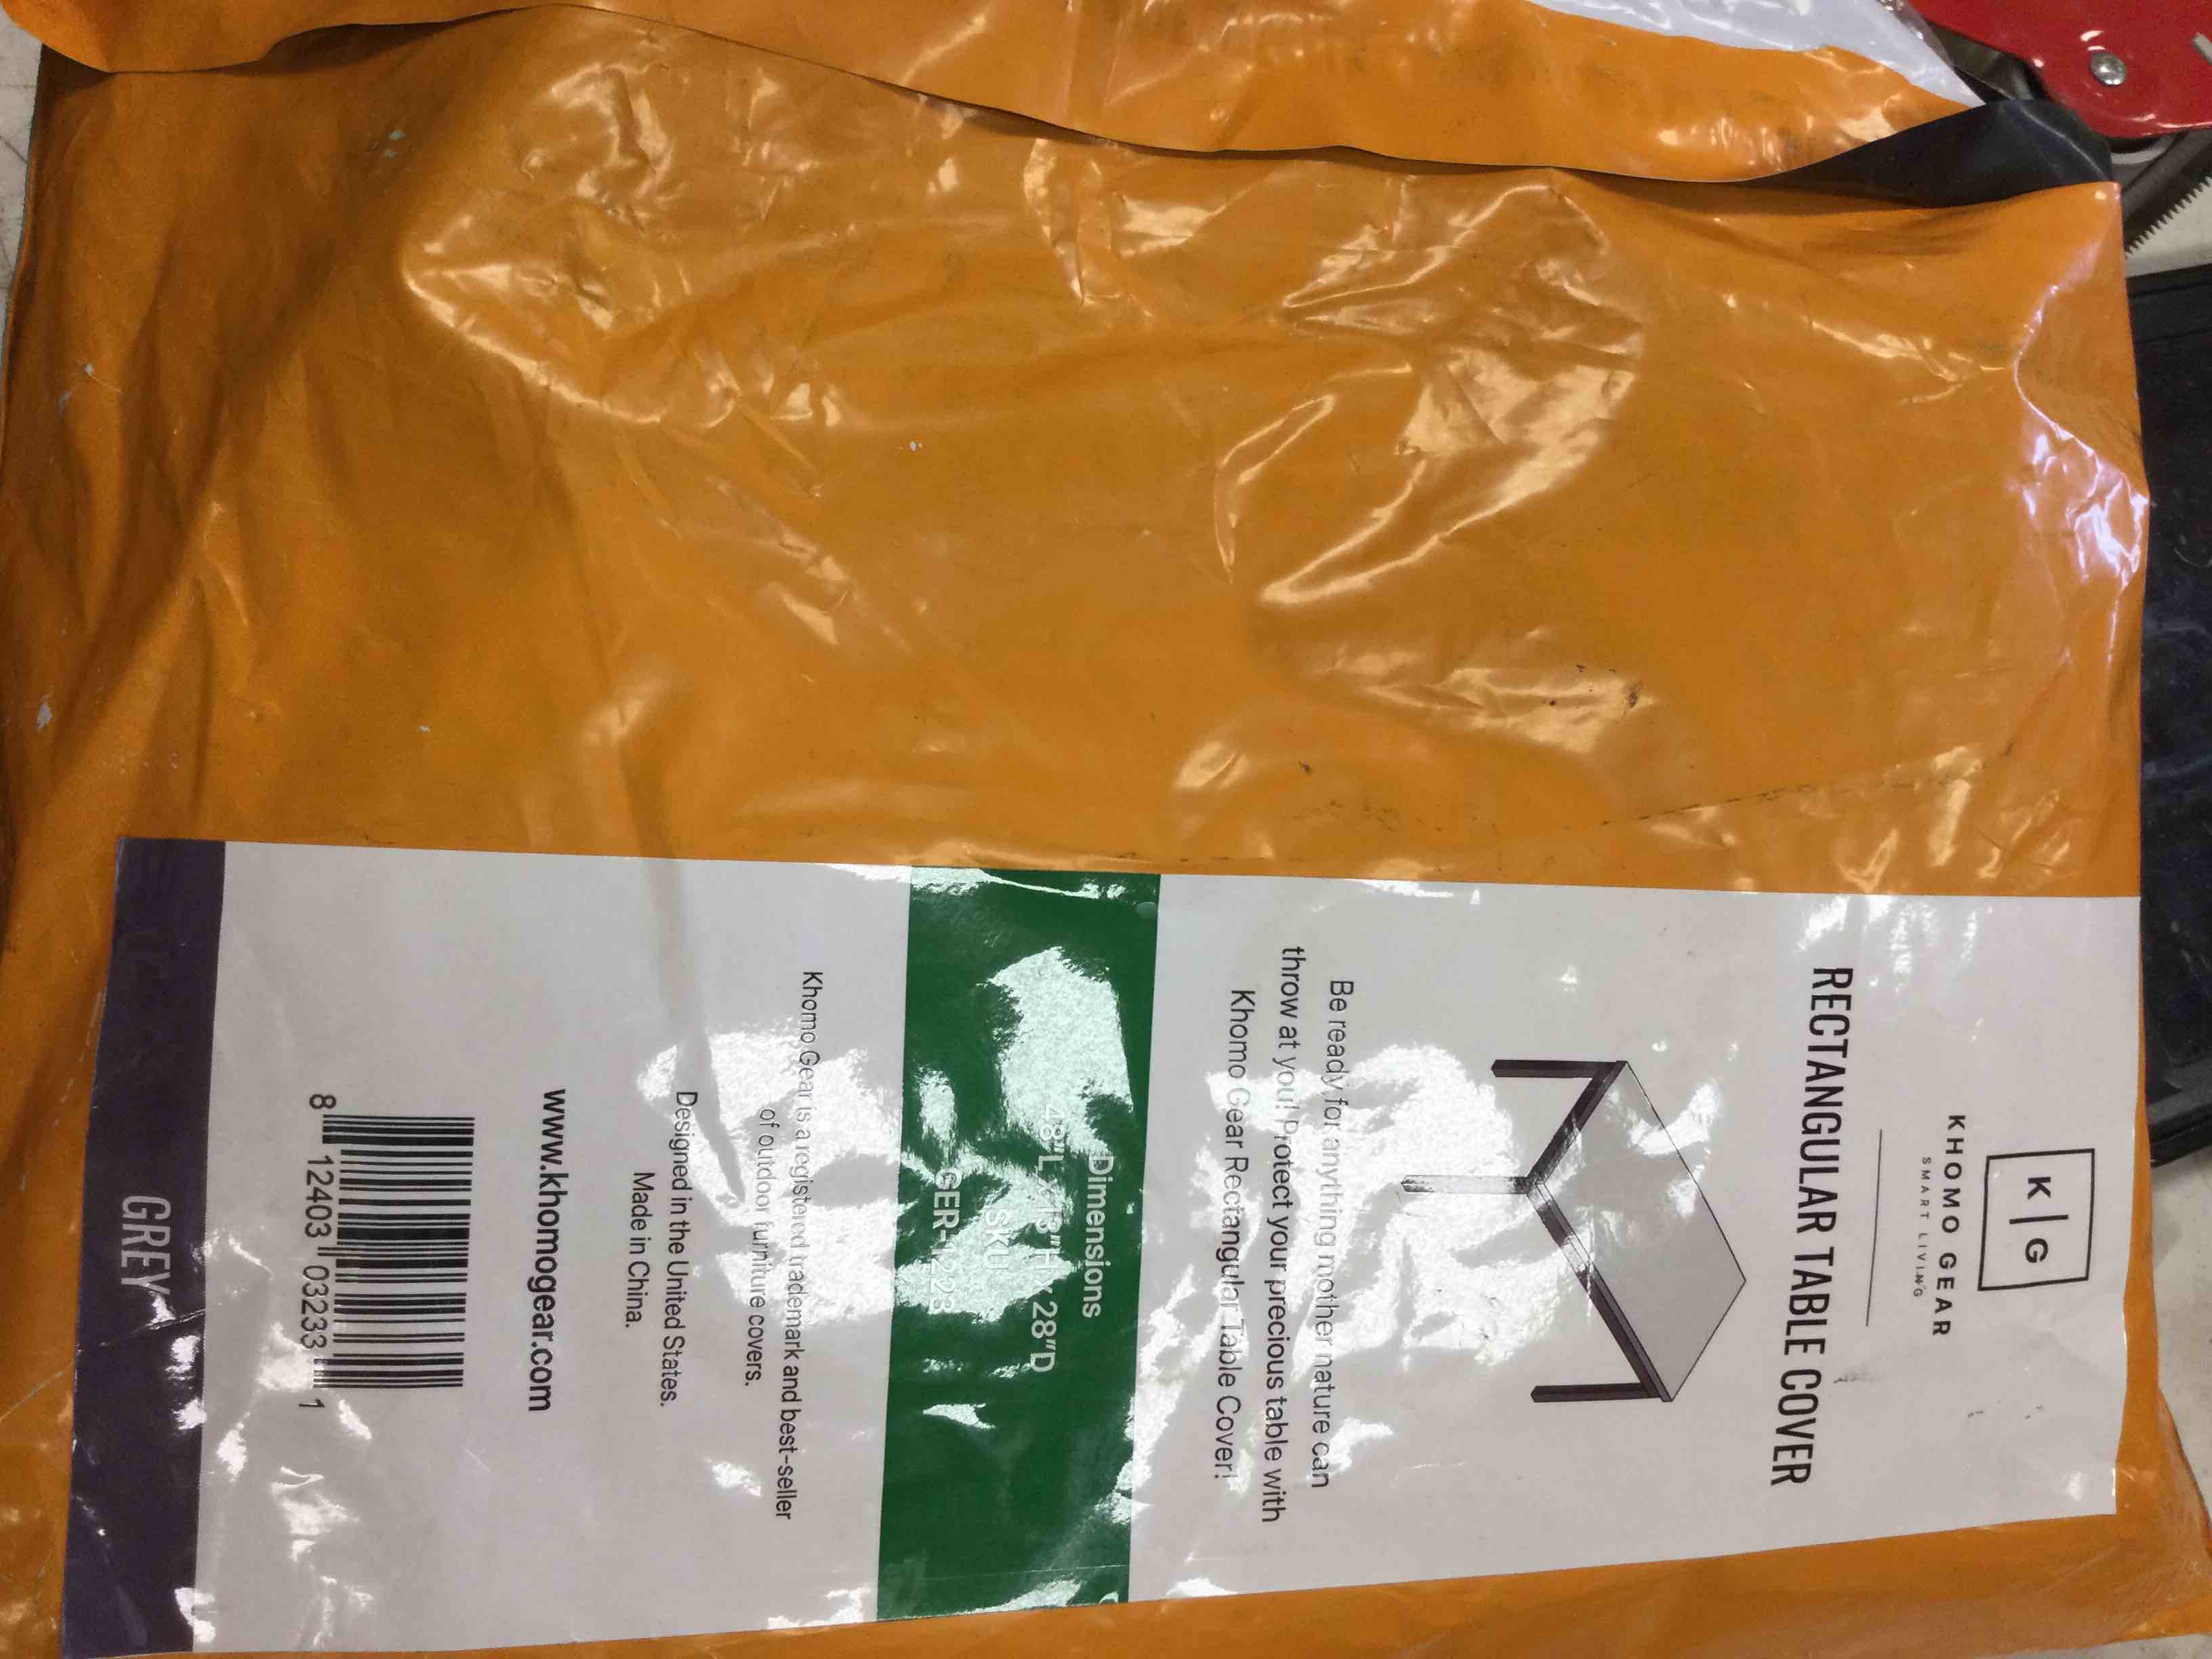 K|G
KHOMO GEAR
SMART LIVING
RECTANGULAR TABLE COVER
Be ready for anything mother nature can
throw at you! Protect your precious table with
Khomo Gear Rectangular Table Cover!
Dimensions
48"L 28"D
SKU
Khomo Gear is a registered trademark and best-seller
of outdoor furniture covers.
Designed in the United States.
Made in China.
www.khomogear.com
8 12403 03233 1
GREY